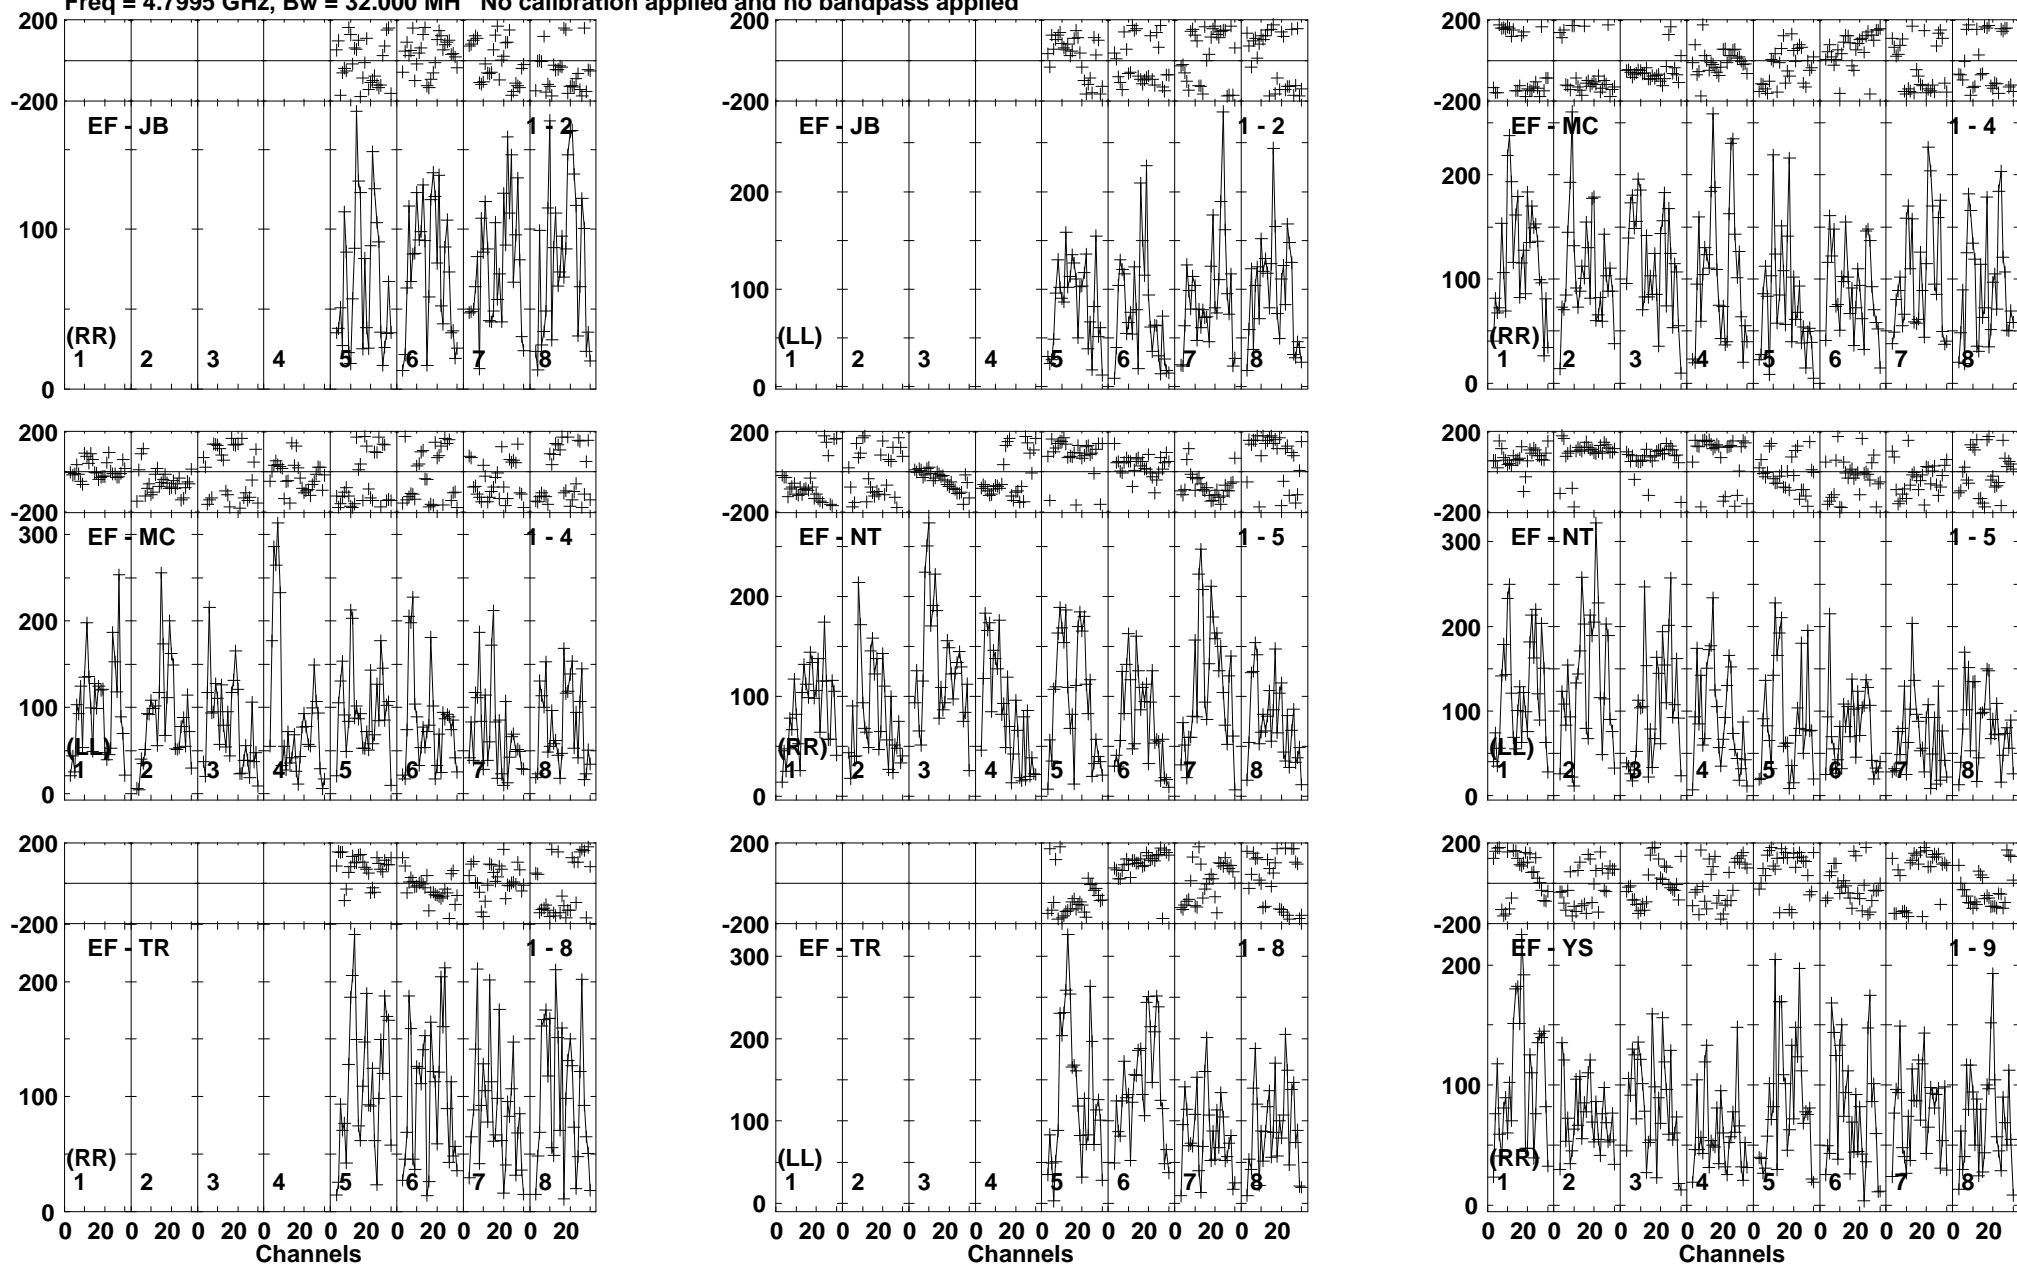 Freq = 4.7995 GHz, Bw = 32.000 MH No calibration applied and no bandpass applied
200 200 200
-200 -200 -200
EF - JB 1 - 2 EF - JB 1 - 2 EF - MC 1 - 4
200 200
100 100 100
(RR) (LL) (RR)
1 2 3 4 5 6 7 8 1 2 3 4 5 6 7 8 1 2 3 4 5 6 7 8
0 0 0
200 200 200
-200 -200 -200
300 EF - MC 1 - 4 EF - NT 1 - 5 300 EF - NT 1 - 5
200 200 200
100 100 100
(LL) (RR) (LL)
1 2 3 4 5 6 7 8 1 2 3 4 5 6 7 8 1 2 3 4 5 6 7 8
0 0 0
200 200 200
-200 -200 -200
EF - TR 1 - 8 EF - TR 1 - 8 EF - YS 1 - 9
200 300 200
200
100 100 100
(RR) (LL) (RR)
1 2 3 4 5 6 7 8 1 2 3 4 5 6 7 8 1 2 3 4 5 6 7 8
0 0 0
0 20 0 20 0 20 0 20 0 20 0 20 0 20 0 20 0 20 0 20 0 20 0 20 0 20 0 20 0 20 0 20 0 20 0 20 0 20 0 20 0 20 0 20 0 20 0 20
Channels Channels Channels